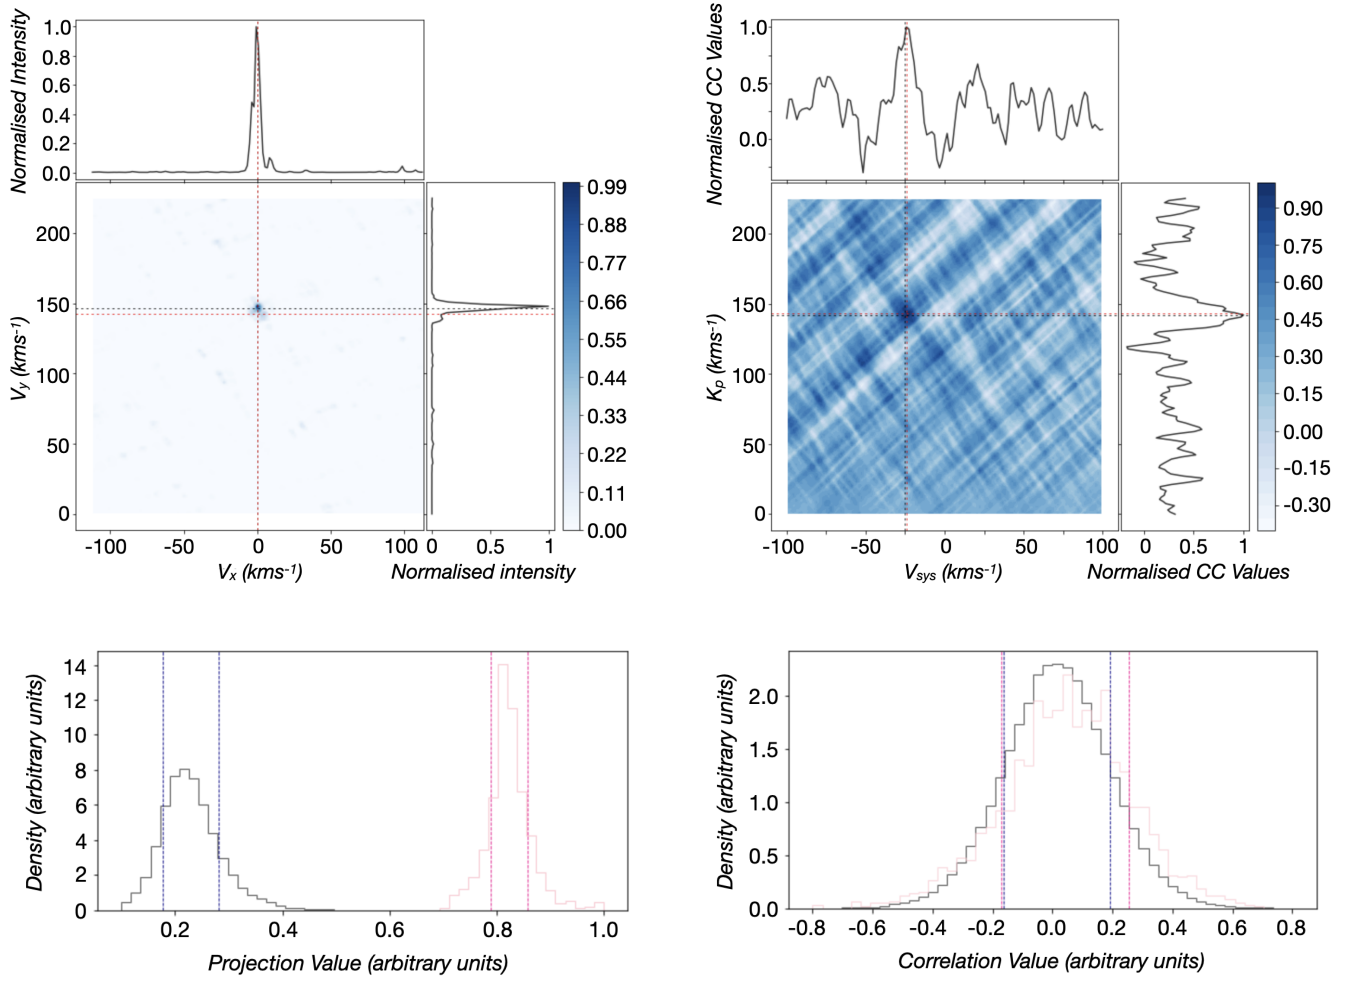 Normalised Intensity
1.0
0.8
0.6
0.4
0.2
0.0
Vy (kms-1)
200
150
100
50
0
-100 -50 0 50 100
Vx (kms-1)
0 0.5 1
Normalised intensity
0.99
0.88
0.77
0.66
0.55
0.44
0.33
0.22
0.11
0.00
Normalised CC Values
1.0
0.5
0.0
Kp (kms-1)
200
150
100
50
0
-100 -50 0 50 100
Vsys (kms-1)
0 0.5 1
Normalised CC Values
0.90
0.75
0.60
0.45
0.30
0.15
0.00
-0.15
-0.30
Density (arbitrary units)
14
12
10
8
6
4
2
0
0.2 0.4 0.6 0.8 1.0
Projection Value (arbitrary units)
Density (arbitrary units)
2.0
1.5
1.0
0.5
0.0
-0.8 -0.6 -0.4 -0.2 0.0 0.2 0.4 0.6 0.8
Correlation Value (arbitrary units)